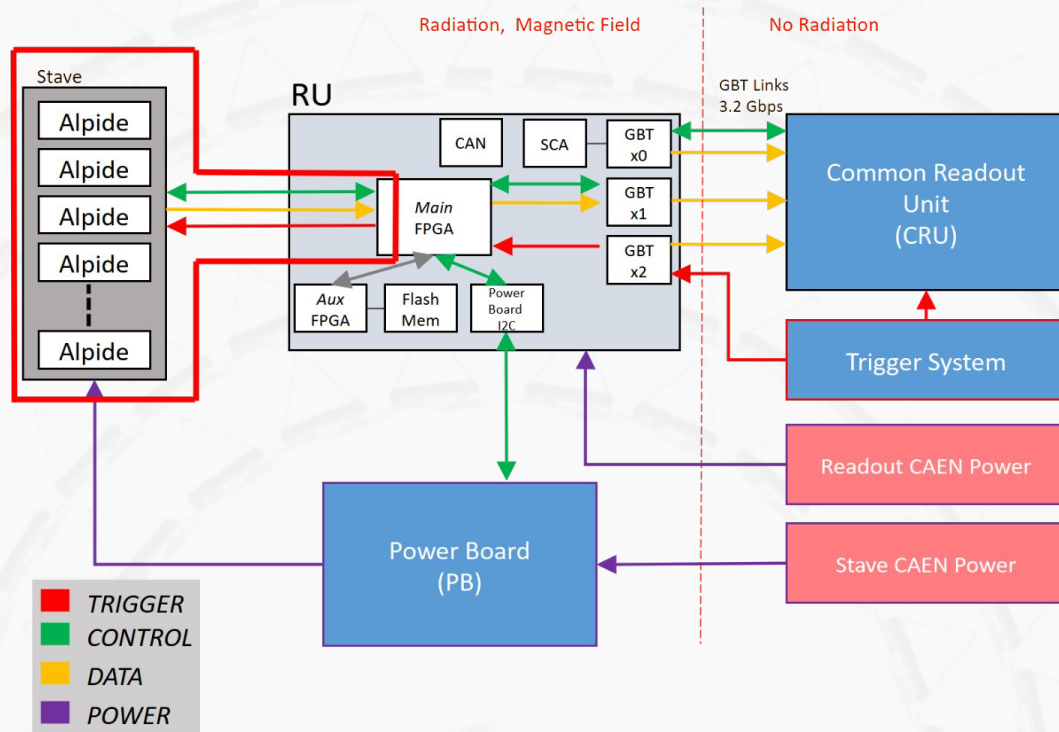 Radiation, Magnetic Field
No Radiation
Stave
Alpide
Alpide
Alpide
Alpide
Alpide
RU
CAN
SCA
GBT
x0
GBT
x1
GBT
x2
Main
FPGA
Aux
FPGA
Flash
Mem
Power
Board
I2C
GBT Links
3.2 Gbps
Common Readout
Unit
(CRU)
Trigger System
Readout CAEN Power
Stave CAEN Power
Power Board
(PB)
TRIGGER
CONTROL
DATA
POWER